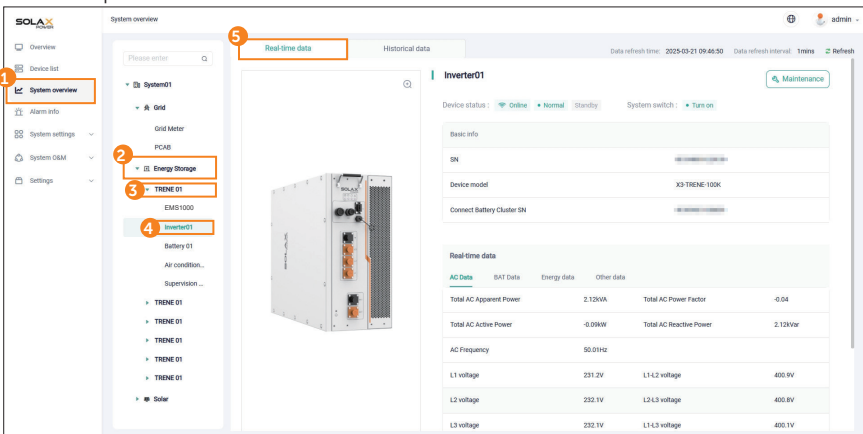 SOLAX
POWER
System overview
admin
Overview
Device list
1
System overview
Alarm info
System settings
System O&M
Settings
Please enter
System01
Grid
Grid Meter
PCAB
2
Energy Storage
3
TRENE 01
EMS1000
4
Inverter01
Battery 01
Air condition...
Supervision ...
TRENE 01
TRENE 01
TRENE 01
TRENE 01
TRENE 01
Solar
5
Real-time data Historical data
Data refresh time: 2025-03-21 09:46:50 Data refresh interval: 1mins Refresh
SOLAX
SOLAX
Inverter01 Maintenance
Device status : Online Normal Standby System switch : Turn on
Basic info
SN
Device model X3-TRENE-100K
Connect Battery Cluster SN
Real-time data
AC Data BAT Data Energy data Other data
Total AC Apparent Power 2.12kVA Total AC Power Factor -0.04
Total AC Active Power -0.09kW Total AC Reactive Power 2.12kVar
AC Frequency 50.01Hz
L1 voltage 231.2V L1-L2 voltage 400.9V
L2 voltage 232.1V L2-L3 voltage 400.8V
L3 voltage 232.1V L1-L3 voltage 400.1V